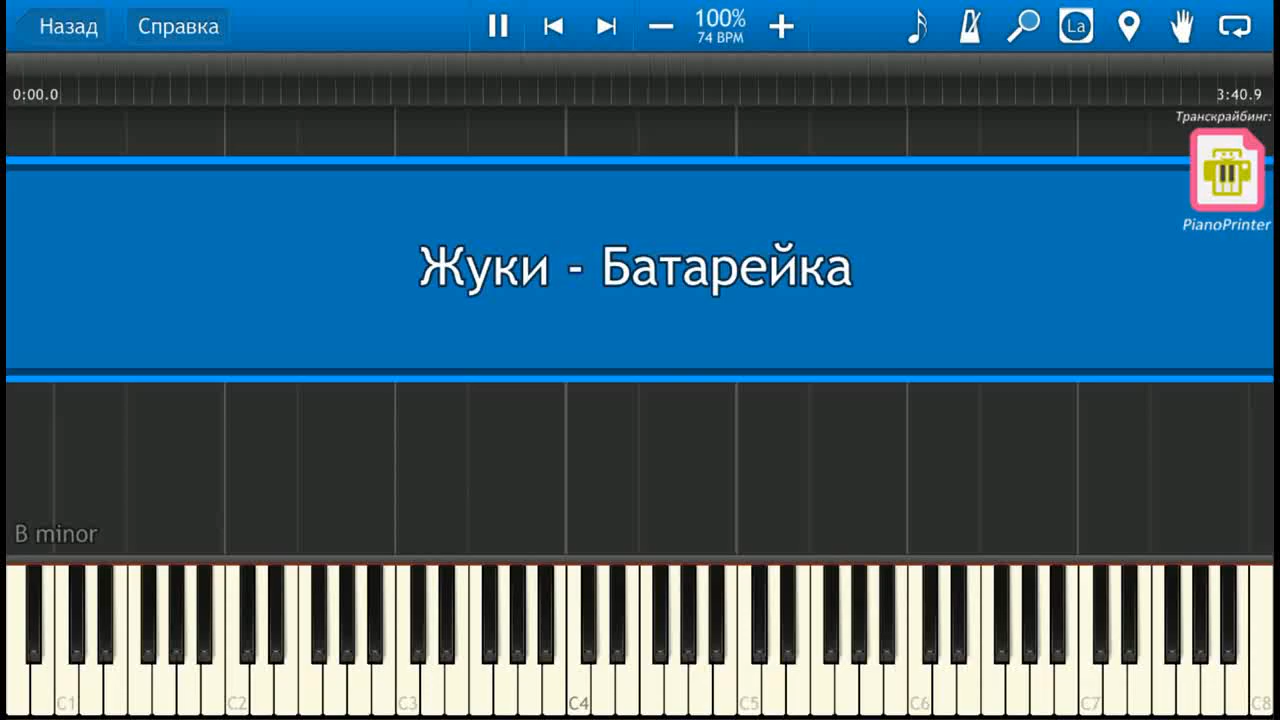 Назад
Справка
100%
74 BPM
La
0:00.0
3:40.9
Транскрайбинг:
PianoPrinter
Жуки - Батарейка
B minor
C1 C2 C3 C4 C5 C6 C7 C8